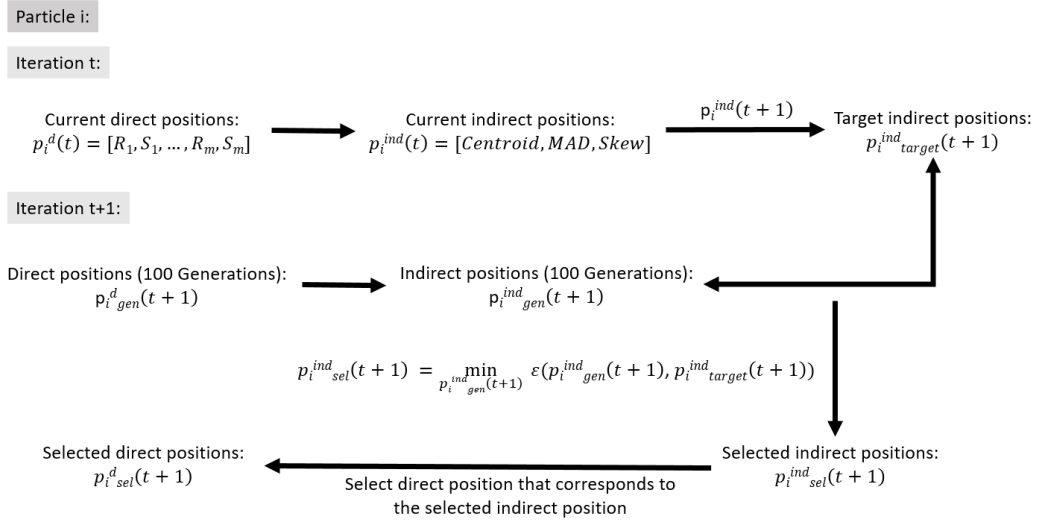 Particle i:
Iteration t:
Current direct positions:
p_i^d(t) = [R_1, S_1, ..., R_m, S_m]
Current indirect positions:
p_i^ind(t) = [Centroid, MAD, Skew]
p_i^ind(t + 1)
Target indirect positions:
p_i^ind_target(t + 1)
Iteration t+1:
Direct positions (100 Generations):
p_i^d_gen(t + 1)
Indirect positions (100 Generations):
p_i^ind_gen(t + 1)
p_i^ind_sel(t + 1) = min_{p_i^ind_gen(t+1)} ε(p_i^ind_gen(t + 1), p_i^ind_target(t + 1))
Selected direct positions:
p_i^d_sel(t + 1)
Select direct position that corresponds to
the selected indirect position
Selected indirect positions:
p_i^ind_sel(t + 1)